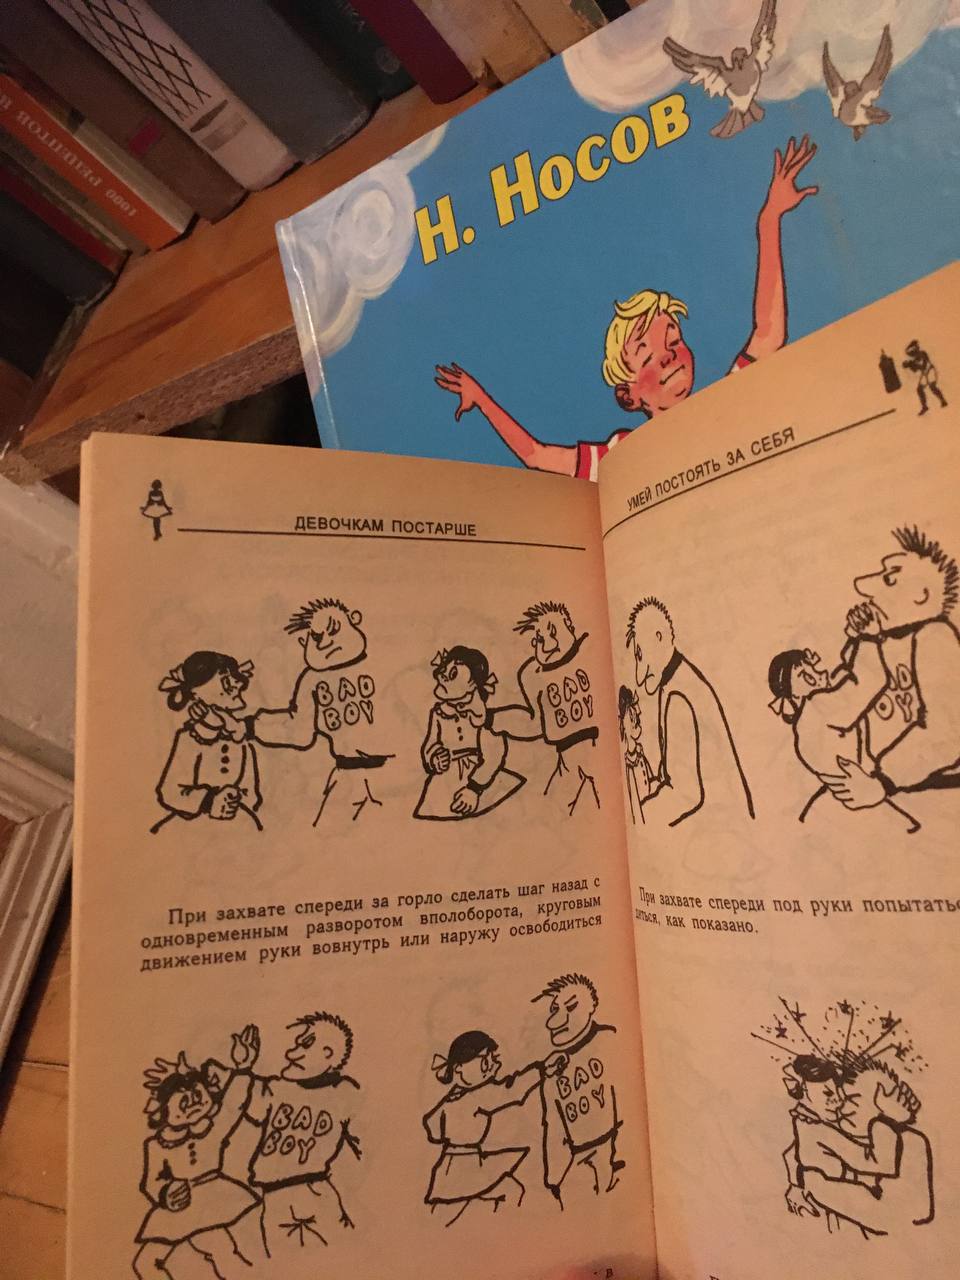 1000 РЕЦЕПТОВ
Н. Носов
ДЕВОЧКАМ ПОСТАРШЕ
BAD
BOY
BAD
BOY
При захвате спереди за горло сделать шаг назад с
одновременным разворотом вполоборота, круговым
движением руки вовнутрь или наружу освободиться
BAD
BOY
BAD
BOY
в
УМЕЙ ПОСТОЯТЬ ЗА СЕБЯ
При захвате спереди под руки попытать
как показано.